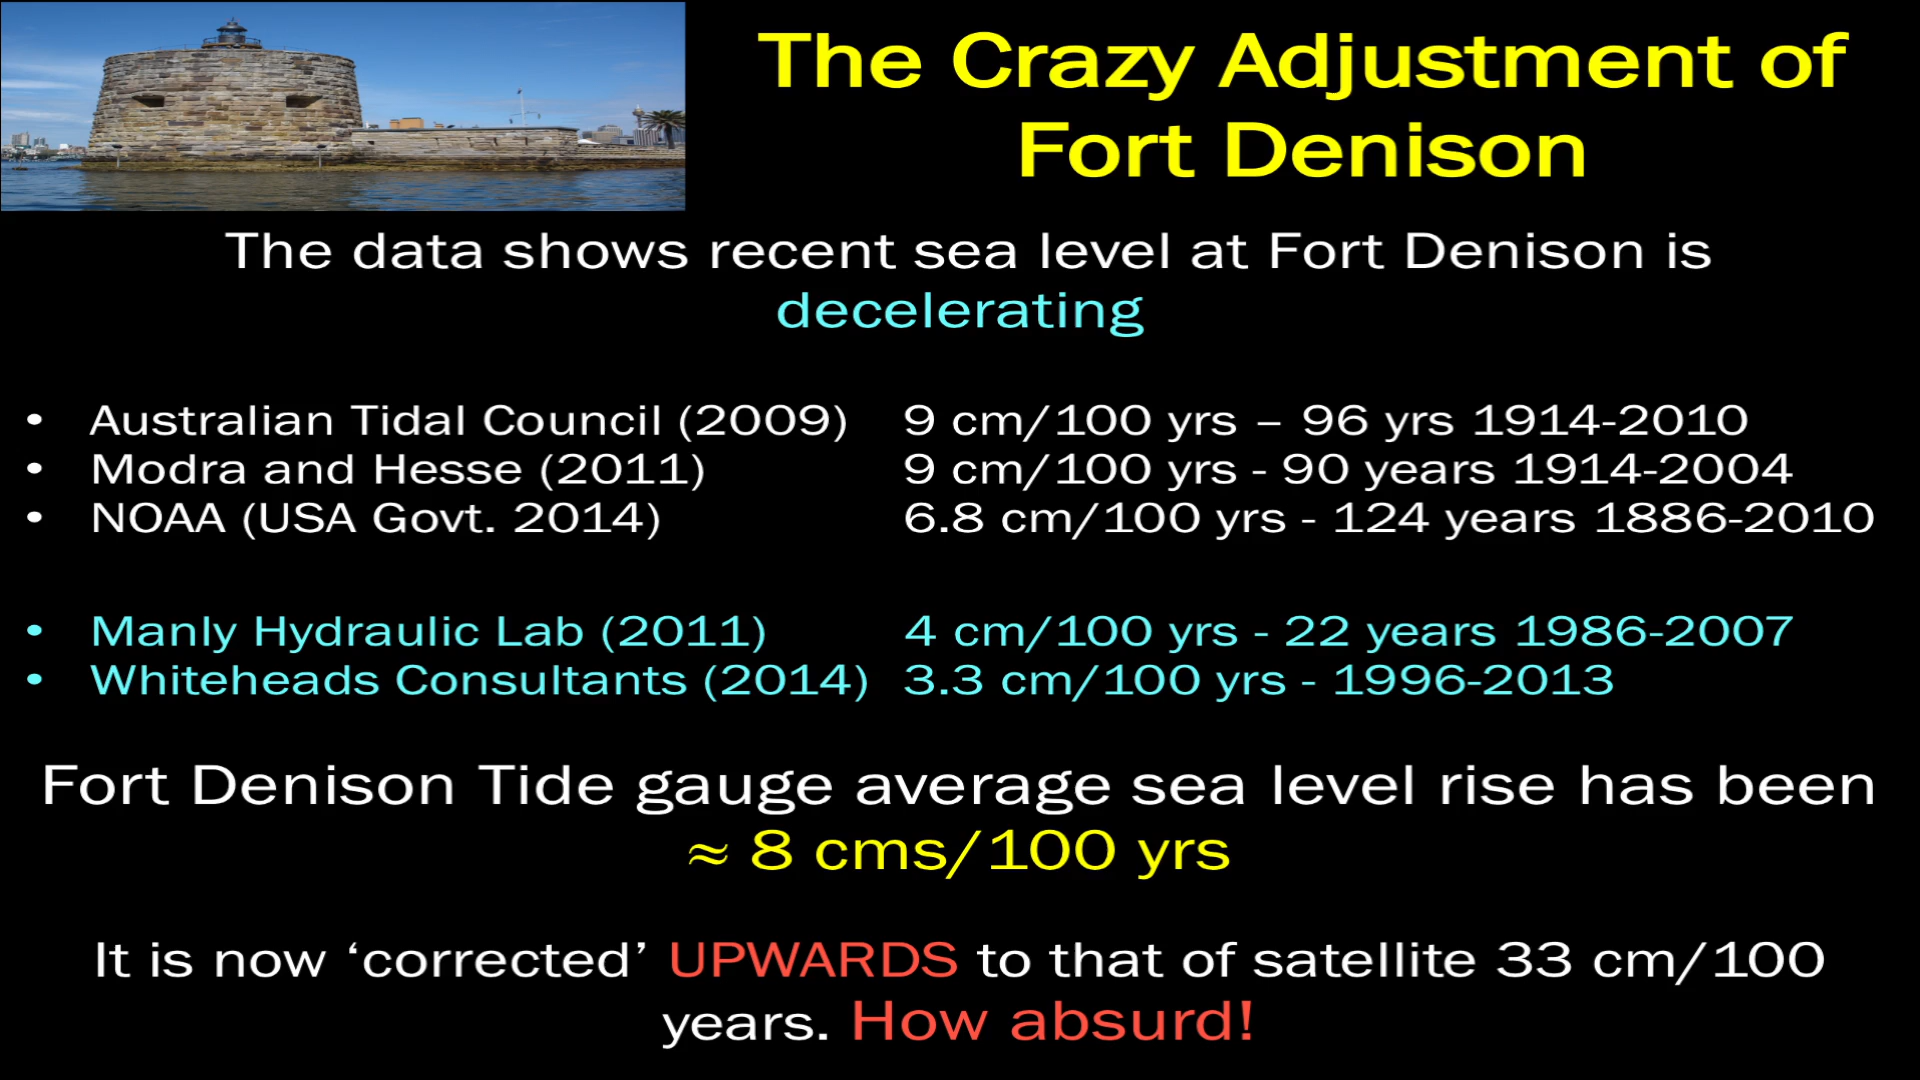 The Crazy Adjustment of
Fort Denison
The data shows recent sea level at Fort Denison is
decelerating
• Australian Tidal Council (2009) 9 cm/100 yrs – 96 yrs 1914-2010
• Modra and Hesse (2011) 9 cm/100 yrs - 90 years 1914-2004
• NOAA (USA Govt. 2014) 6.8 cm/100 yrs - 124 years 1886-2010
• Manly Hydraulic Lab (2011) 4 cm/100 yrs - 22 years 1986-2007
• Whiteheads Consultants (2014) 3.3 cm/100 yrs - 1996-2013
Fort Denison Tide gauge average sea level rise has been
≈ 8 cms/100 yrs
It is now ‘corrected’ UPWARDS to that of satellite 33 cm/100
years. How absurd!